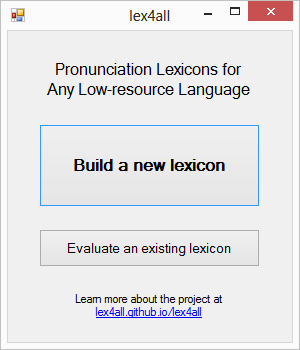 lex4all
Pronunciation Lexicons for
Any Low-resource Language
Build a new lexicon
Evaluate an existing lexicon
Learn more about the project at
lex4all.github.io/lex4all